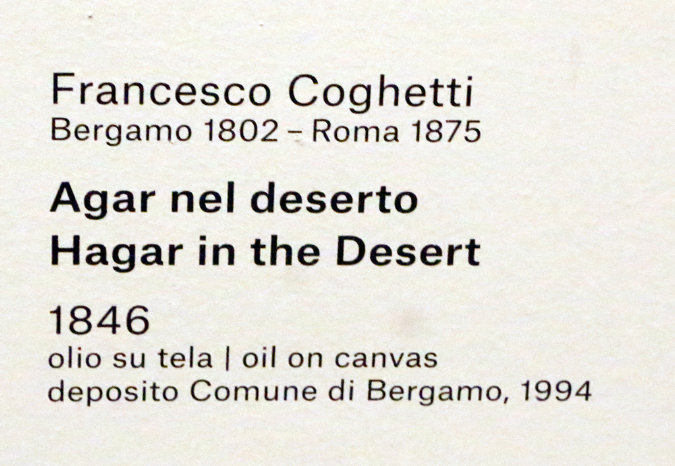 Francesco Coghetti
Bergamo 1802 – Roma 1875
Agar nel deserto
Hagar in the Desert
1846
olio su tela | oil on canvas
deposito Comune di Bergamo, 1994